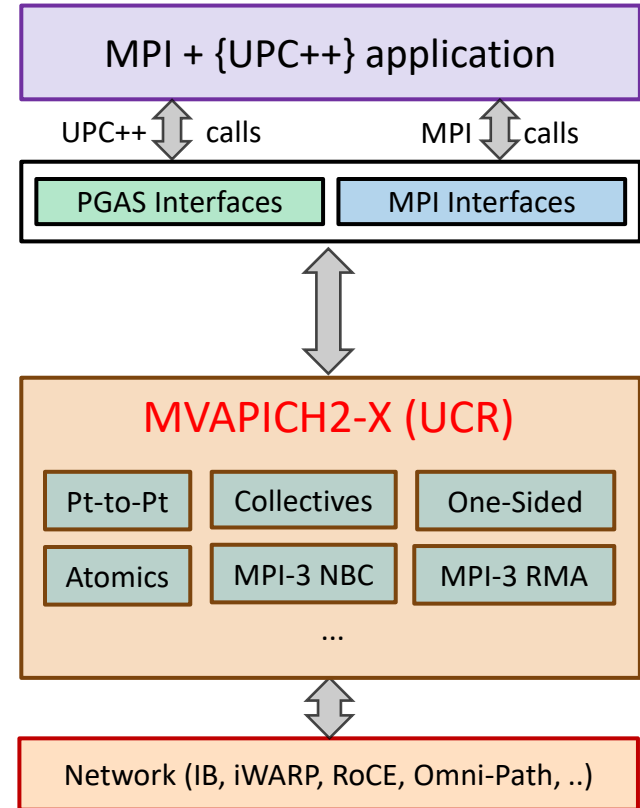 MPI + {UPC++} application
UPC++ calls MPI calls
PGAS Interfaces MPI Interfaces
MVAPICH2-X (UCR)
Pt-to-Pt Collectives One-Sided
Atomics MPI-3 NBC MPI-3 RMA
...
Network (IB, iWARP, RoCE, Omni-Path, ..)